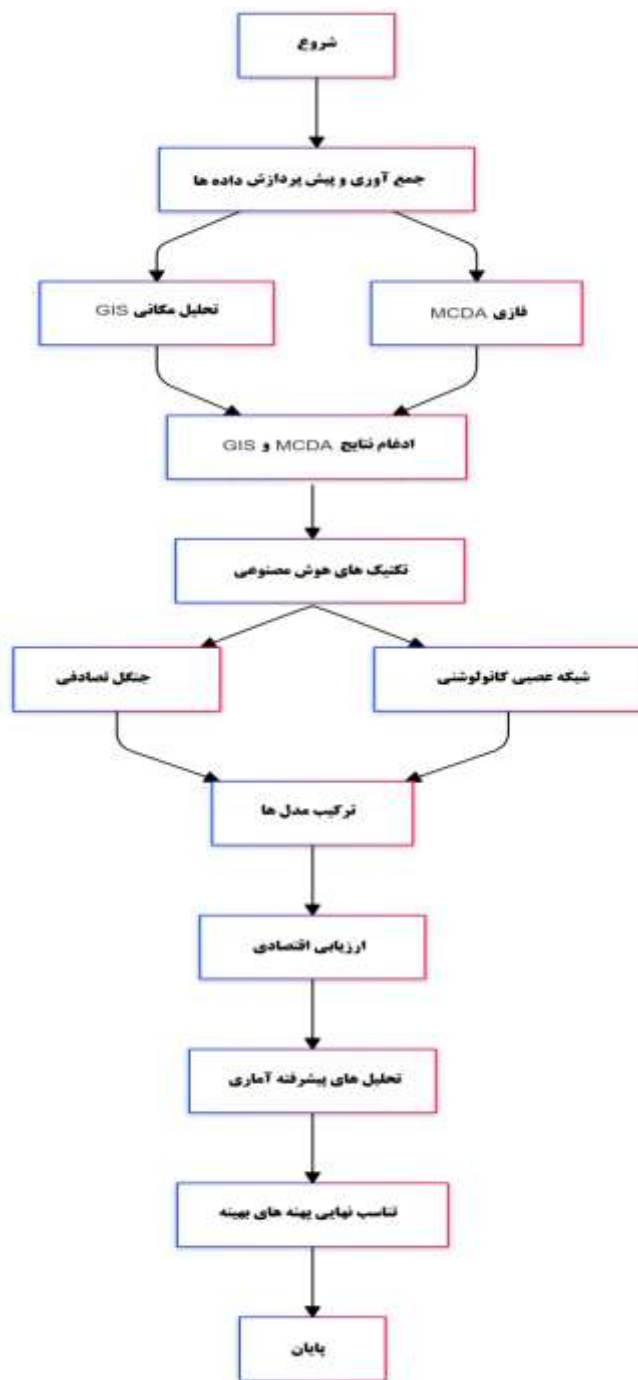 شروع
جمع آوری و پیش پردازش داده ها
فازی MCDA
تحلیل مکانی GIS
ادغام نتایج MCDA و GIS
تکنیک های هوش مصنوعی
شبکه عصبی کانولوشنی
جنگل تصادفی
ترکیب مدل ها
ارزیابی اقتصادی
تحلیل های پیشرفته آماری
تناسب نهایی پهنه های بهینه
پایان